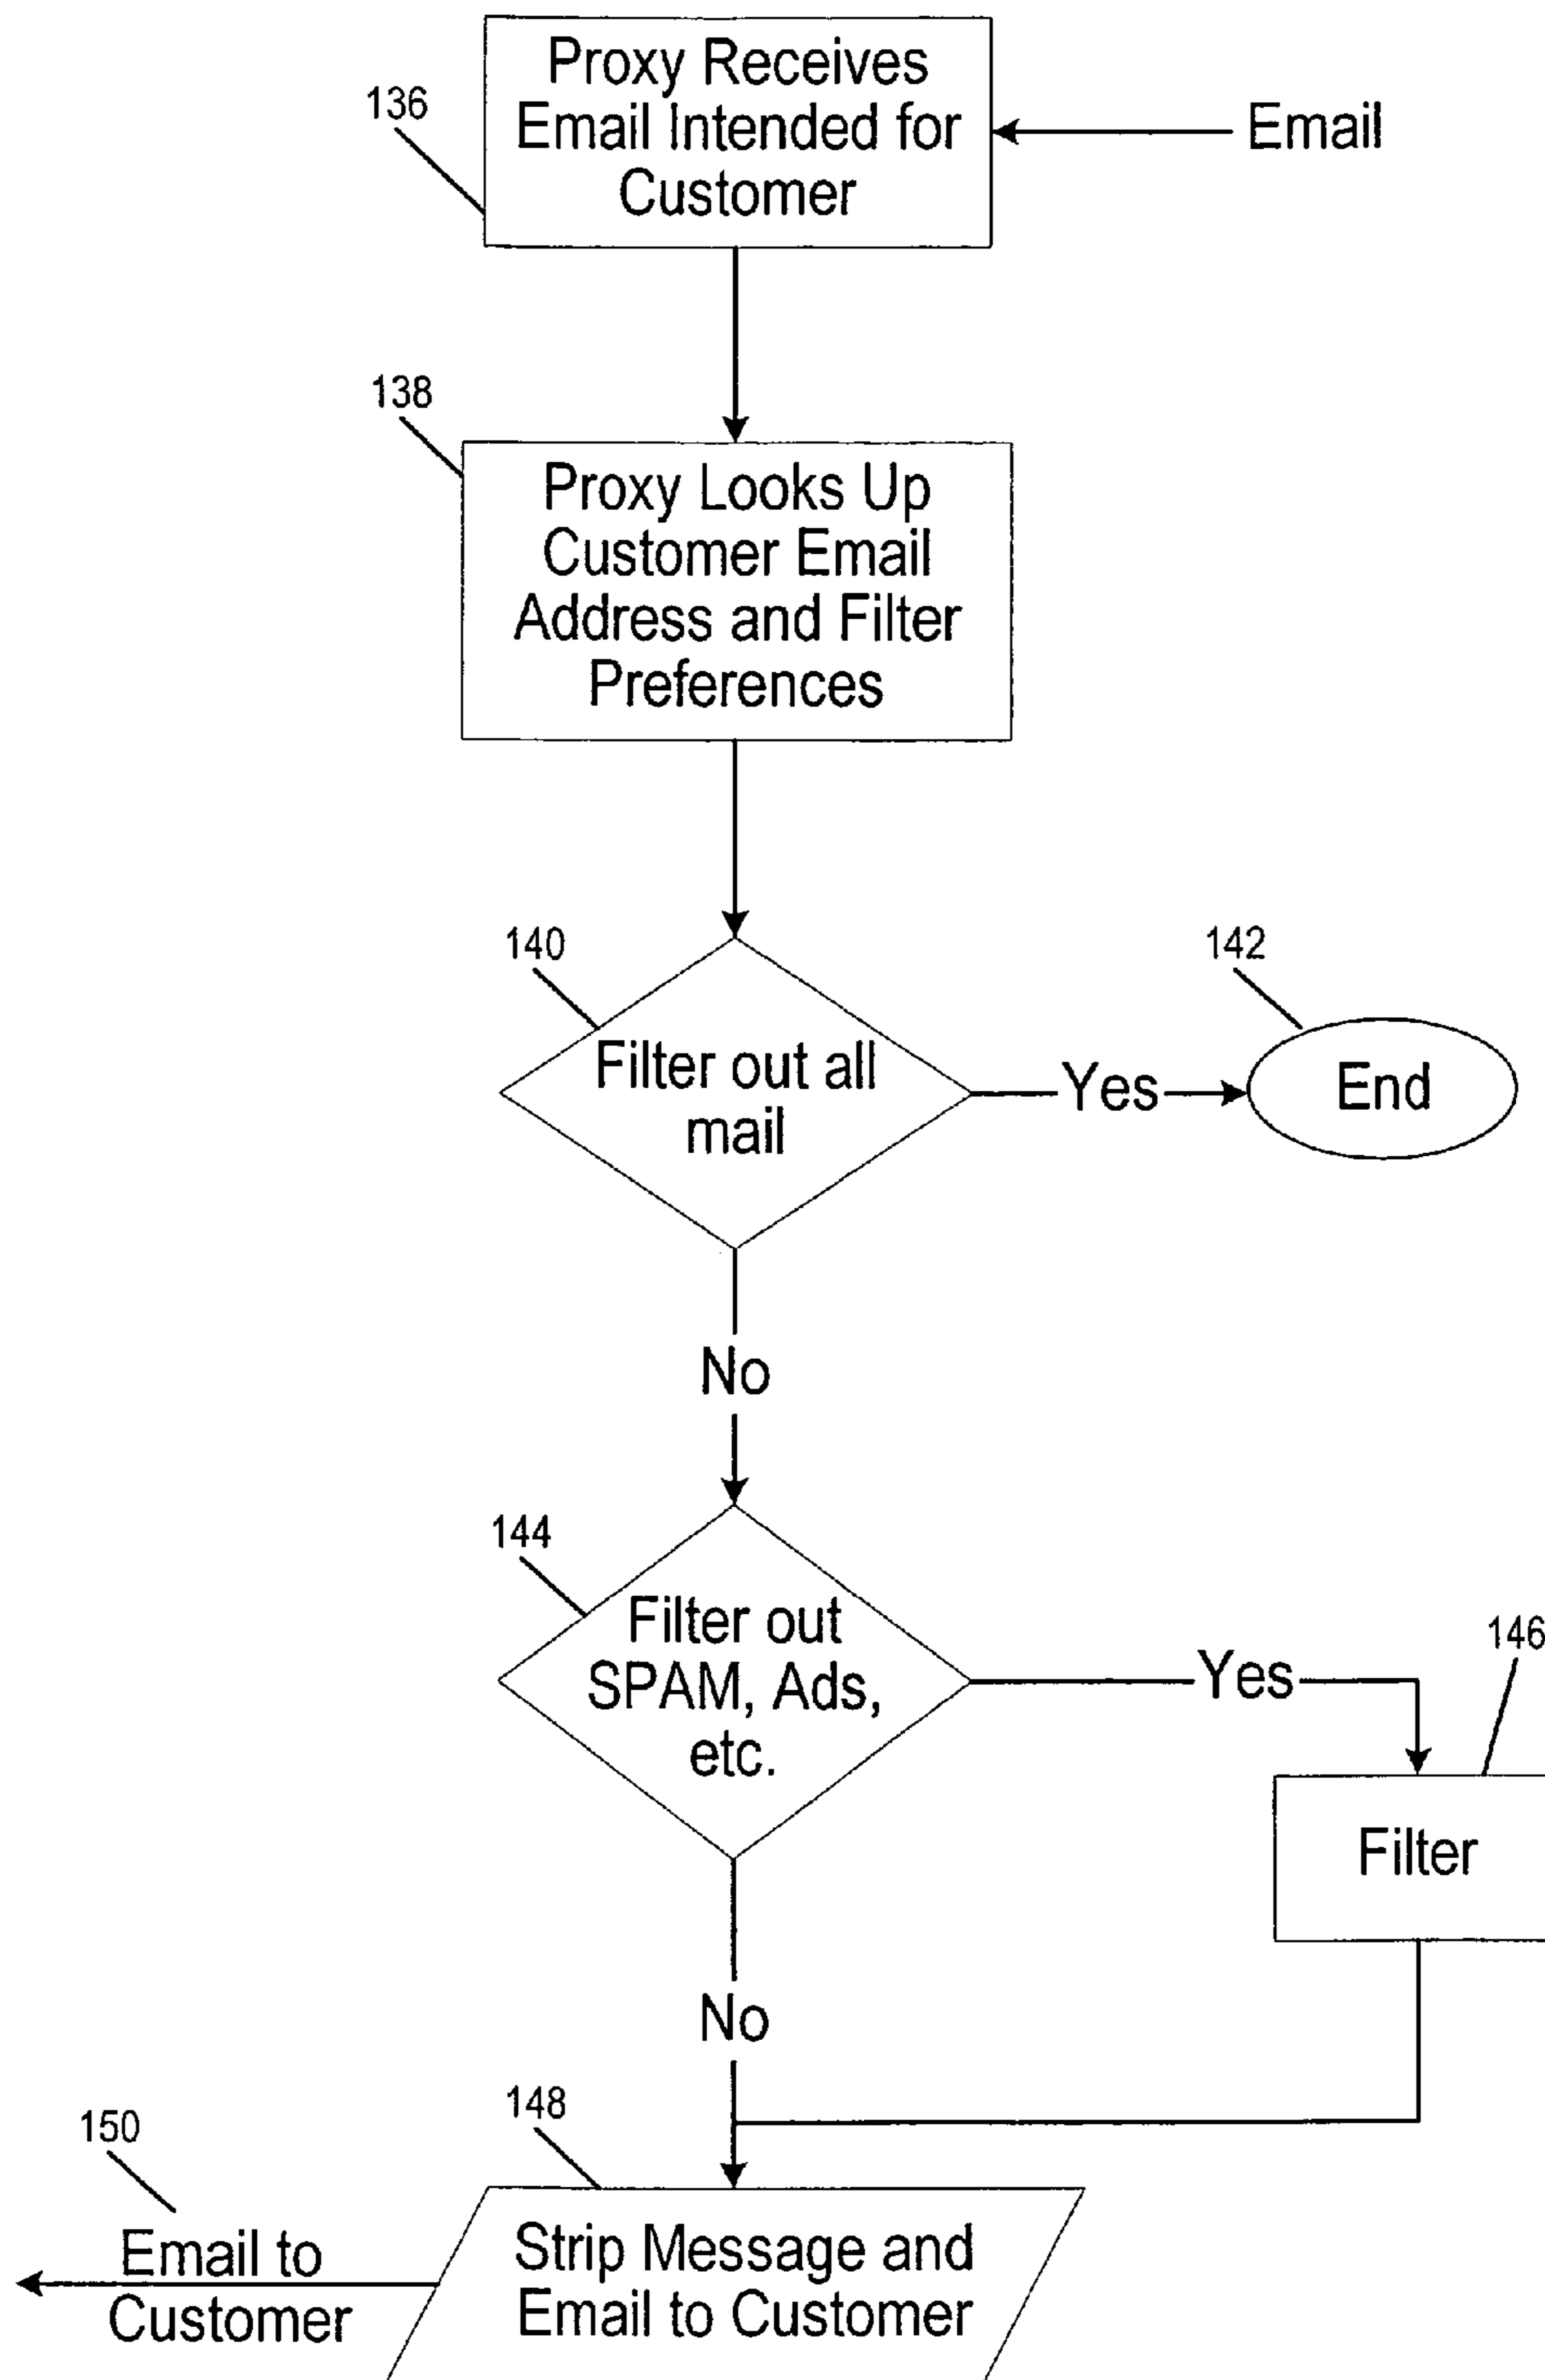 Proxy Receives
Email Intended for
Customer
136
Email
138
Proxy Looks Up
Customer Email
Address and Filter
Preferences
140
Filter out all
mail
Yes
142
End
No
144
Filter out
SPAM, Ads,
etc.
Yes
146
Filter
No
148
150
Email to
Customer
Strip Message and
Email to Customer